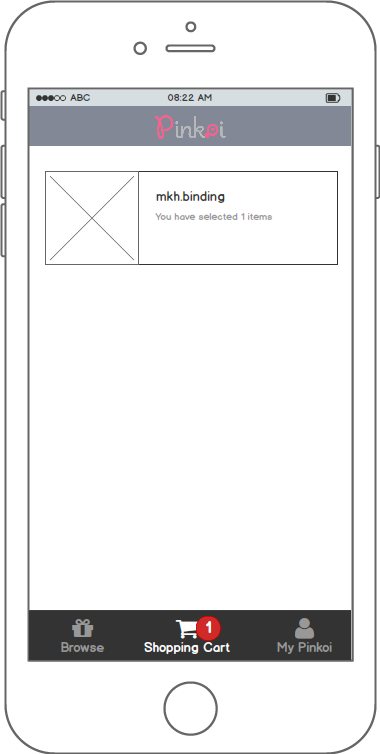 ABC 08:22 AM
Pinkoi
mkh.binding
You have selected 1 items
1
Browse Shopping Cart My Pinkoi